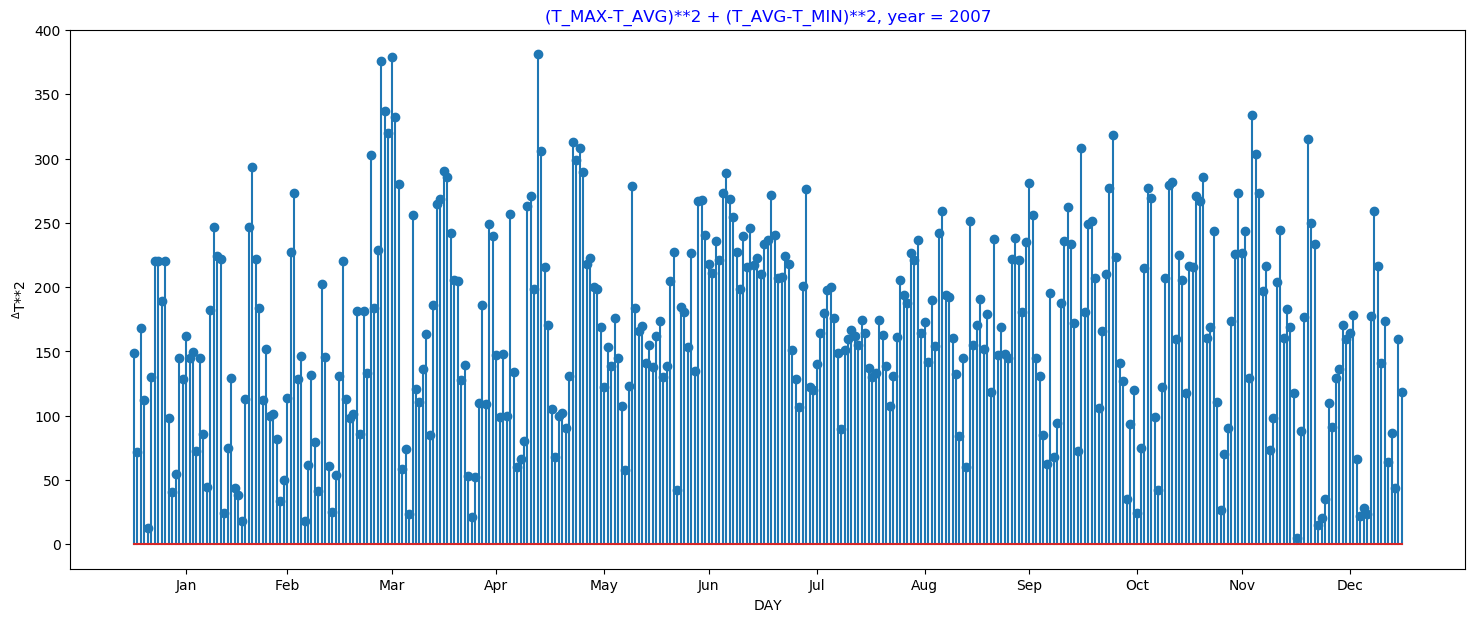 (T_MAX-T_AVG)**2 + (T_AVG-T_MIN)**2, year = 2007
400
350
300
250
200
150
100
50
0
ΔT**2
Jan Feb Mar Apr May Jun Jul Aug Sep Oct Nov Dec
DAY